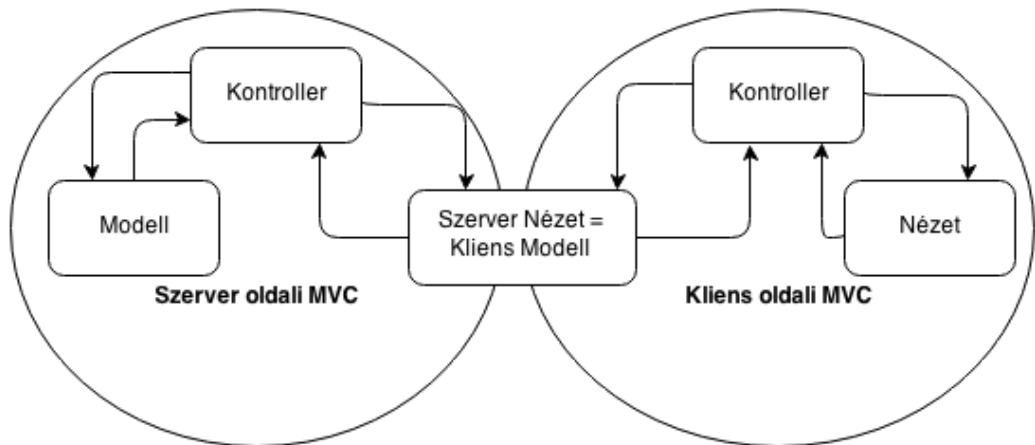 Kontroller
Modell
Szerver oldali MVC
Szerver Nézet =
Kliens Modell
Kontroller
Nézet
Kliens oldali MVC